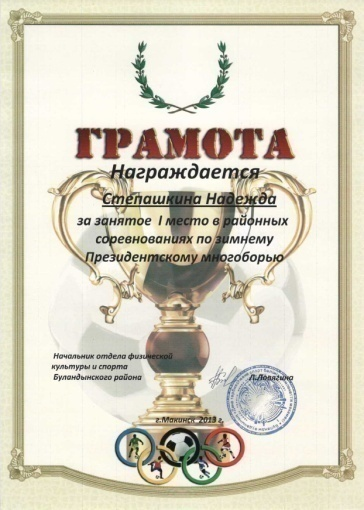 ГРАМОТА
Награждается
Степашкина Надежда
за занятое I место в районных
соревнованиях по зимнему
Президентскому многоборью
Начальник отдела физической
культуры и спорта
Буландынского района
Л.Ловягина
г.Макинск 2013 г.